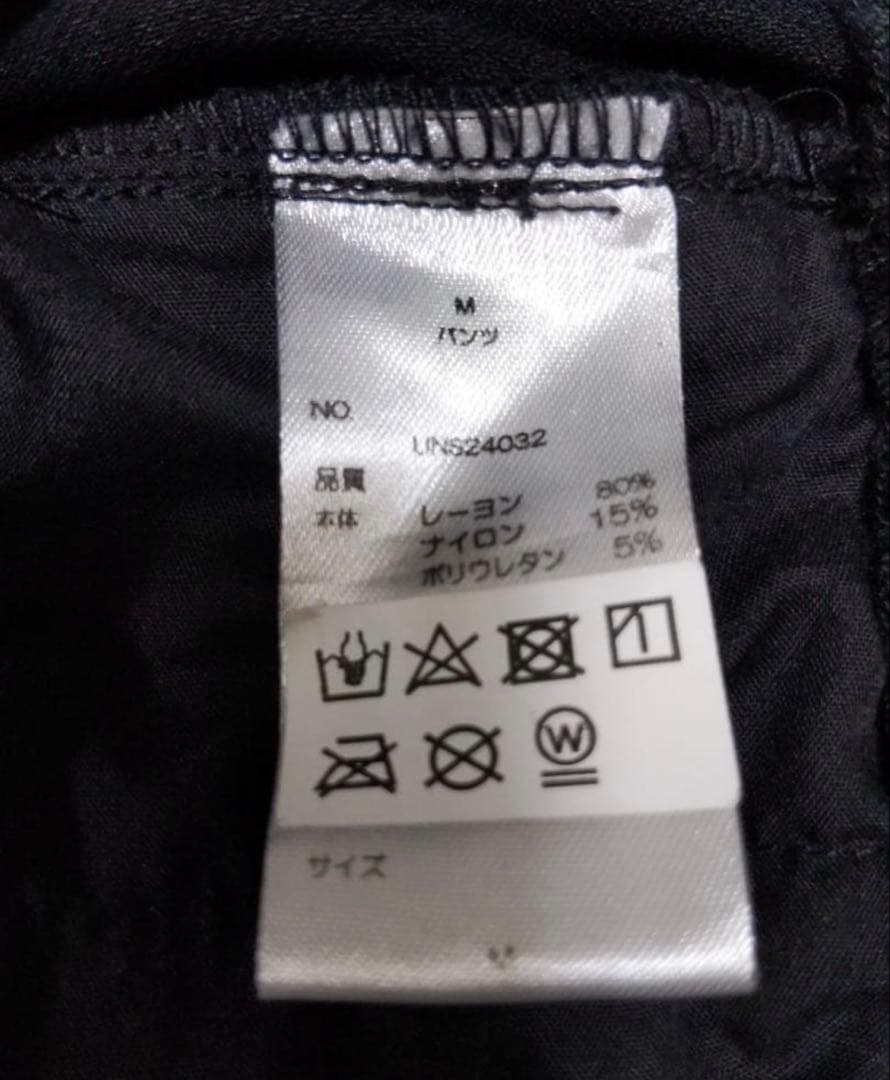 M
パンツ
NO.
UNS24032
品質
本体 レーヨン 80%
ナイロン 15%
ポリウレタン 5%
W
サイズ